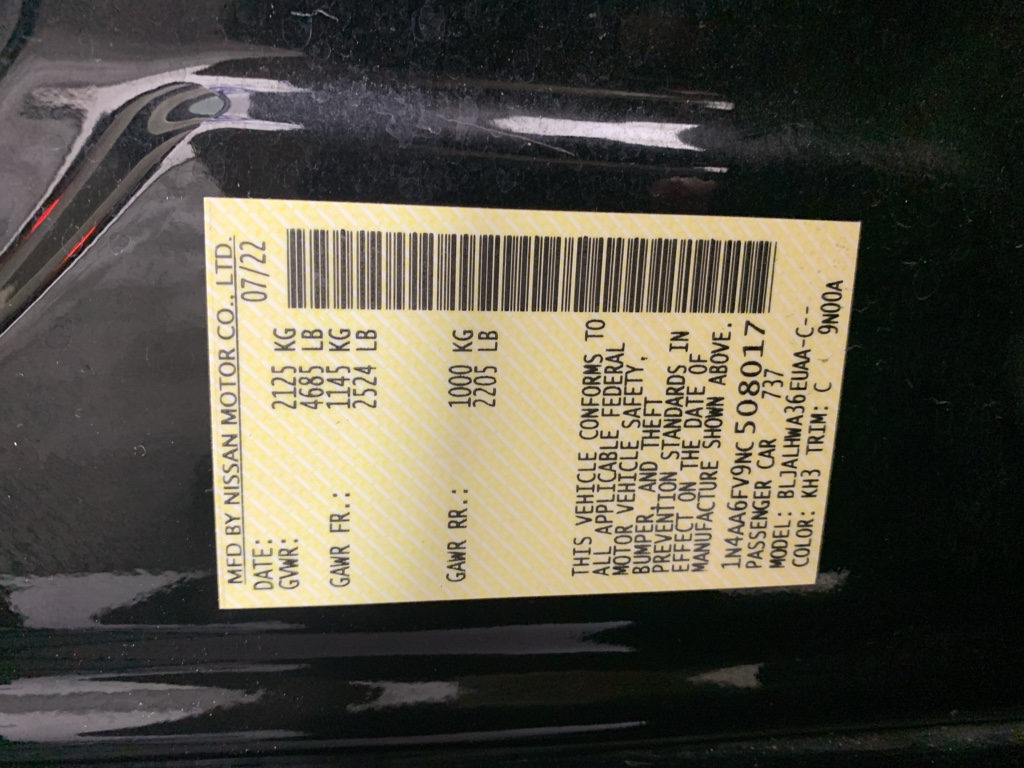 MFD BY NISSAN MOTOR CO., LTD.
DATE: 07/22
GVWR: 2125 KG
4685 LB
GAWR FR.: 1145 KG
2524 LB
GAWR RR.: 1000 KG
2205 LB
THIS VEHICLE CONFORMS TO
ALL APPLICABLE FEDERAL
MOTOR VEHICLE SAFETY,
BUMPER, AND THEFT
PREVENTION STANDARDS IN
EFFECT ON THE DATE OF
MANUFACTURE SHOWN ABOVE.
1N4AA6FV9NC508017
PASSENGER CAR 737
MODEL: BLJALHWA36EUAA-C--
COLOR: KH3 TRIM: C 9N00A